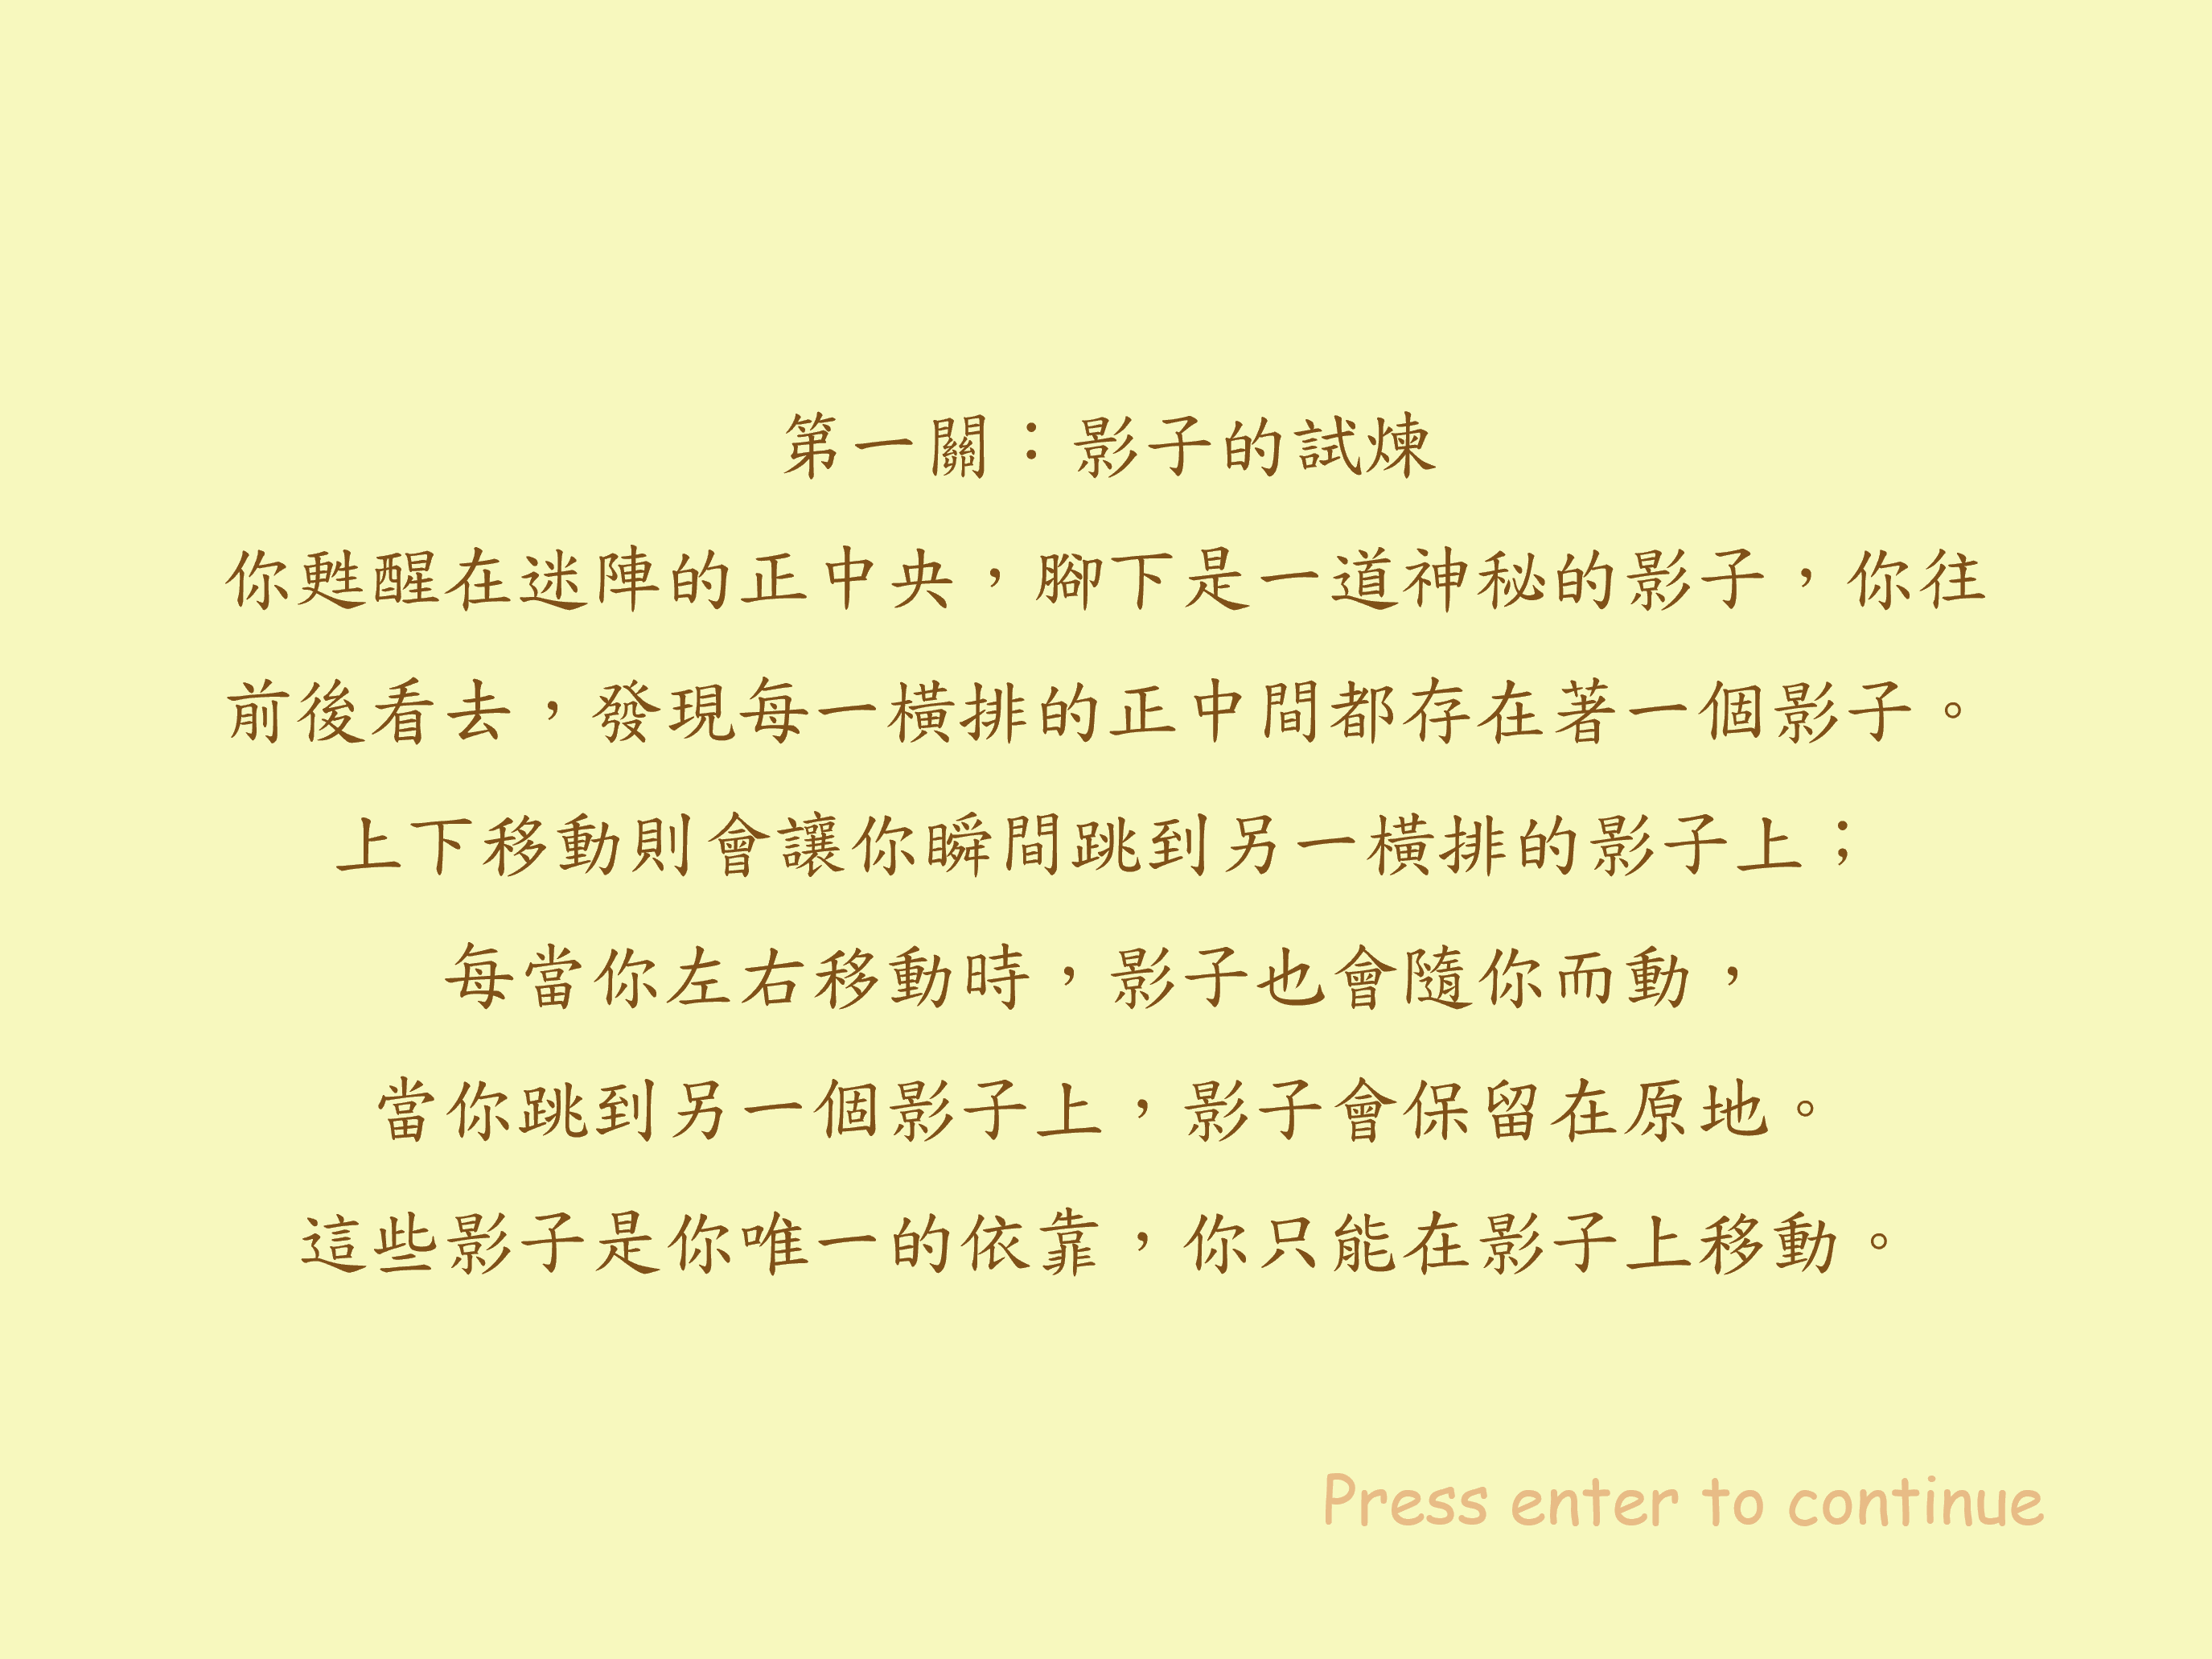 第一關：影子的試煉
你甦醒在迷陣的正中央，腳下是一道神秘的影子，你往
前後看去，發現每一橫排的正中間都存在著一個影子。
上下移動則會讓你瞬間跳到另一橫排的影子上；
每當你左右移動時，影子也會隨你而動，
當你跳到另一個影子上，影子會保留在原地。
這些影子是你唯一的依靠，你只能在影子上移動。
Press enter to continue